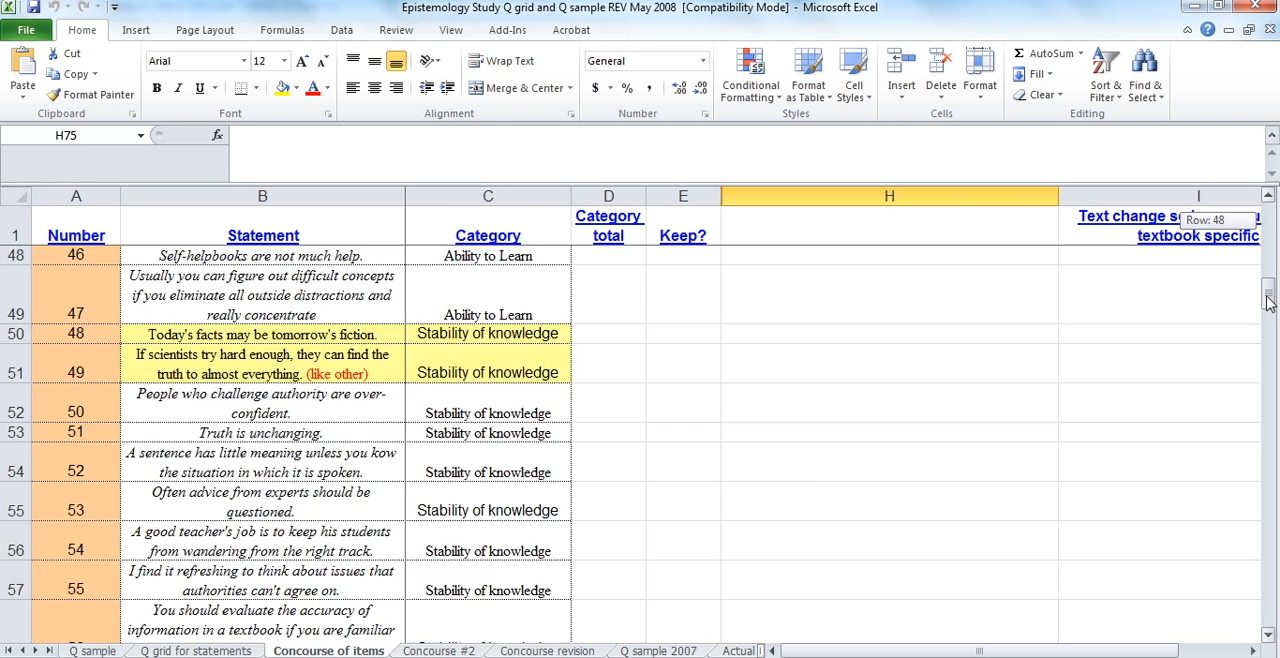 Epistemology Study Q grid and Q sample REV May 2008 [Compatibility Mode] - Microsoft Excel
File Home Insert Page Layout Formulas Data Review View Add-Ins Acrobat
Paste
Cut
Copy
Format Painter
Clipboard
Arial 12
B I U
Font
Wrap Text
Merge & Center
Alignment
General
$ % ,
Number
Conditional Formatting
Format as Table
Cell Styles
Styles
Insert Delete Format
Cells
AutoSum
Fill
Clear
Sort & Filter
Find & Select
Editing
H75 fx
A B C D E H I
1 Number Statement Category Category total Keep?
Text change
textbook specific
Row: 48
48 46 Self-helpbooks are not much help. Ability to Learn
Usually you can figure out difficult concepts
if you eliminate all outside distractions and
49 47 really concentrate Ability to Learn
50 48 Today's facts may be tomorrow's fiction. Stability of knowledge
If scientists try hard enough, they can find the
51 49 truth to almost everything. (like other) Stability of knowledge
People who challenge authority are over-
52 50 confident. Stability of knowledge
53 51 Truth is unchanging. Stability of knowledge
A sentence has little meaning unless you kow
54 52 the situation in which it is spoken. Stability of knowledge
Often advice from experts should be
55 53 questioned. Stability of knowledge
A good teacher's job is to keep his students
56 54 from wandering from the right track. Stability of knowledge
I find it refreshing to think about issues that
57 55 authorities can't agree on. Stability of knowledge
You should evaluate the accuracy of
information in a textbook if you are familiar
Q sample Q grid for statements Concourse of items Concourse #2 Concourse revision Q sample 2007 Actual